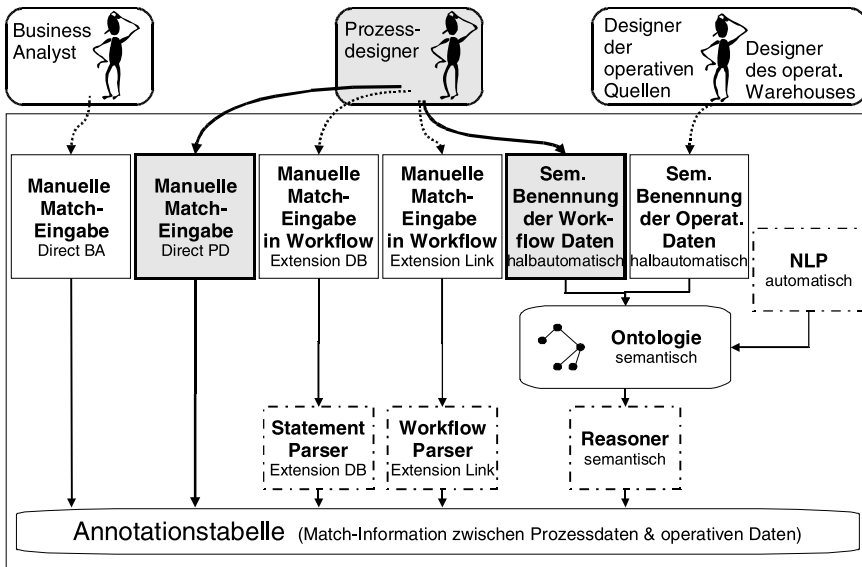 Business
Analyst
Prozess-
designer
Designer
der
operativen
Quellen
Designer
des operat.
Warehouses
Manuelle
Match-
Eingabe
Direct BA
Manuelle
Match-
Eingabe
Direct PD
Manuelle
Match-
Eingabe
in Workflow
Extension DB
Manuelle
Match-
Eingabe
in Workflow
Extension Link
Sem.
Benennung
der Work-
flow Daten
halbautomatisch
Sem.
Benennung
der Operat.
Daten
halbautomatisch
NLP
automatisch
Ontologie
semantisch
Statement
Parser
Extension DB
Workflow
Parser
Extension Link
Reasoner
semantisch
Annotationstabelle (Match-Information zwischen Prozessdaten & operativen Daten)